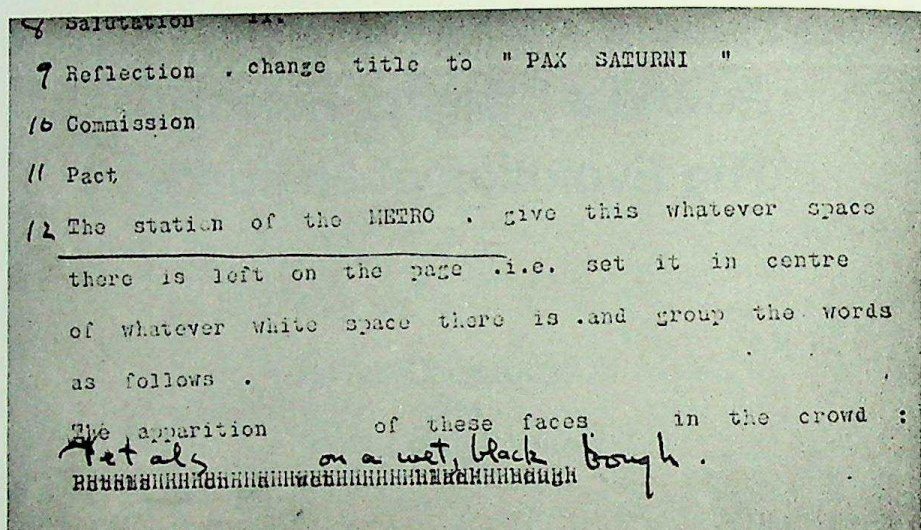 8 Salutation II.
9 Reflection . change title to " PAX SATURNI "
10 Commission
11 Pact
12 The station of the METRO . give this whatever space
there is left on the page .i.e. set it in centre
of whatever white space there is .and group the words
as follows .
The apparition of these faces in the crowd :
Petals on a wet, black bough .